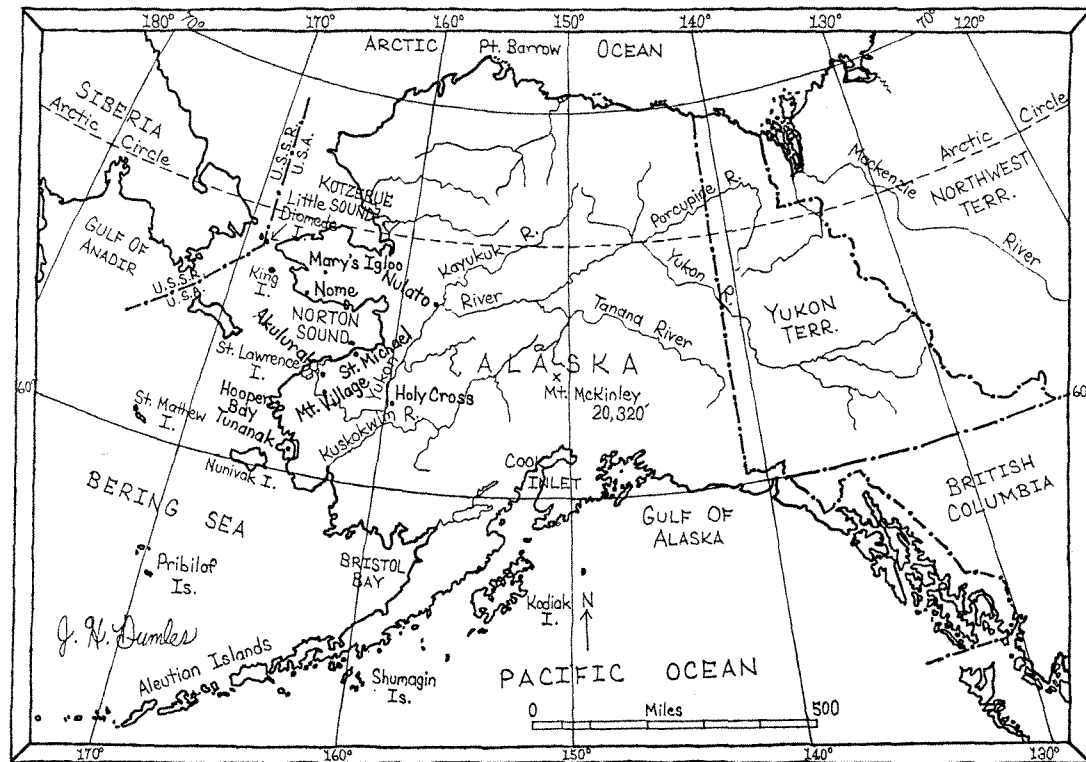 180° 70° 170° 160° 150° 140° 130° 70° 120°
ARCTIC OCEAN
Pt. Barrow
SIBERIA
Arctic Circle
U.S.S.R.
U.S.A.
Arctic Circle
Mackenzie
River
NORTHWEST
TERR.
KOTZEBUE
SOUND
Little
Diomede
I.
Porcupine R.
GULF OF
ANADIR
U.S.S.R.
U.S.A.
King
I.
Mary's Igloo
Nome
Nulato
Kayukuk R.
River
Yukon R.
YUKON
TERR.
NORTON
SOUND
Akulurak
St. Michael
Tanana River
St. Lawrence
I.
ALASKA
Mt. McKinley
20,320'
Yukon
Mt. Village
Holy Cross
60°
60°
St. Mathew
I.
Hooper
Bay
Tunanak
Kuskokwim R.
Nunivak I.
COOK
INLET
BERING SEA
GULF OF
ALASKA
BRITISH
COLUMBIA
Pribilof
Is.
BRISTOL
BAY
Kodiak
I.
N
J. H. Dumles
Aleutian Islands
Shumagin
Is.
PACIFIC OCEAN
0 Miles 500
170° 160° 150° 140° 130°